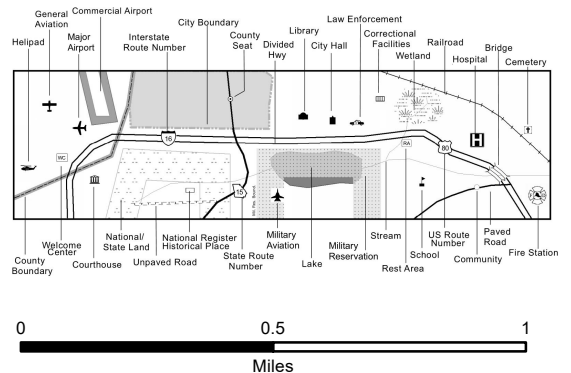 General
Aviation
Commercial Airport
Helipad
Major
Airport
Interstate
Route Number
City Boundary
County
Seat
Divided
Hwy
Library
City Hall
Law Enforcement
Correctional
Facilities
Wetland
Railroad
Hospital
Bridge
Cemetery
WC
16
15
RA
80
H
County
Boundary
Welcome
Center
Courthouse
National/
State Land
Unpaved Road
National Register
Historical Place
State Route
Number
Military
Aviation
Lake
Military
Reservation
Stream
Rest Area
School
US Route
Number
Community
Paved
Road
Fire Station
0 0.5 1
Miles